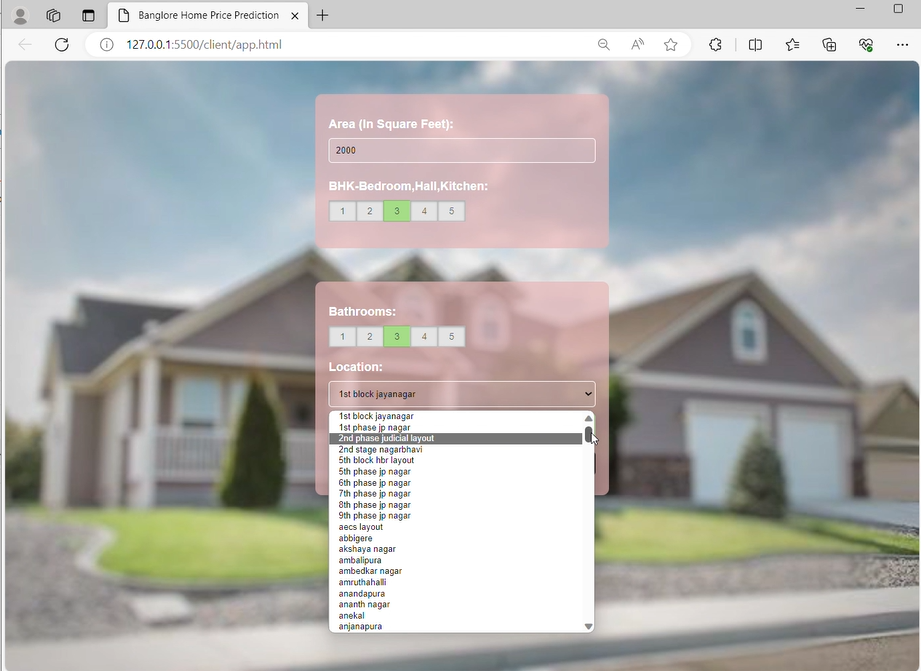 Banglore Home Price Prediction
127.0.0.1:5500/client/app.html
Area (In Square Feet):
2000
BHK-Bedroom,Hall,Kitchen:
1 2 3 4 5
Bathrooms:
1 2 3 4 5
Location:
1st block jayanagar
1st block jayanagar
1st phase jp nagar
2nd phase judicial layout
2nd stage nagarbhavi
5th block hbr layout
5th phase jp nagar
6th phase jp nagar
7th phase jp nagar
8th phase jp nagar
9th phase jp nagar
aecs layout
abbigere
akshaya nagar
ambalipura
ambedkar nagar
amruthahalli
anandapura
ananth nagar
anekal
anjanapura